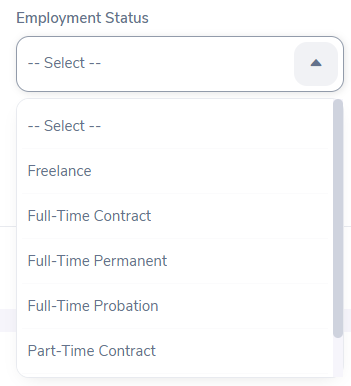 Employment Status
-- Select --
-- Select --
Freelance
Full-Time Contract
Full-Time Permanent
Full-Time Probation
Part-Time Contract